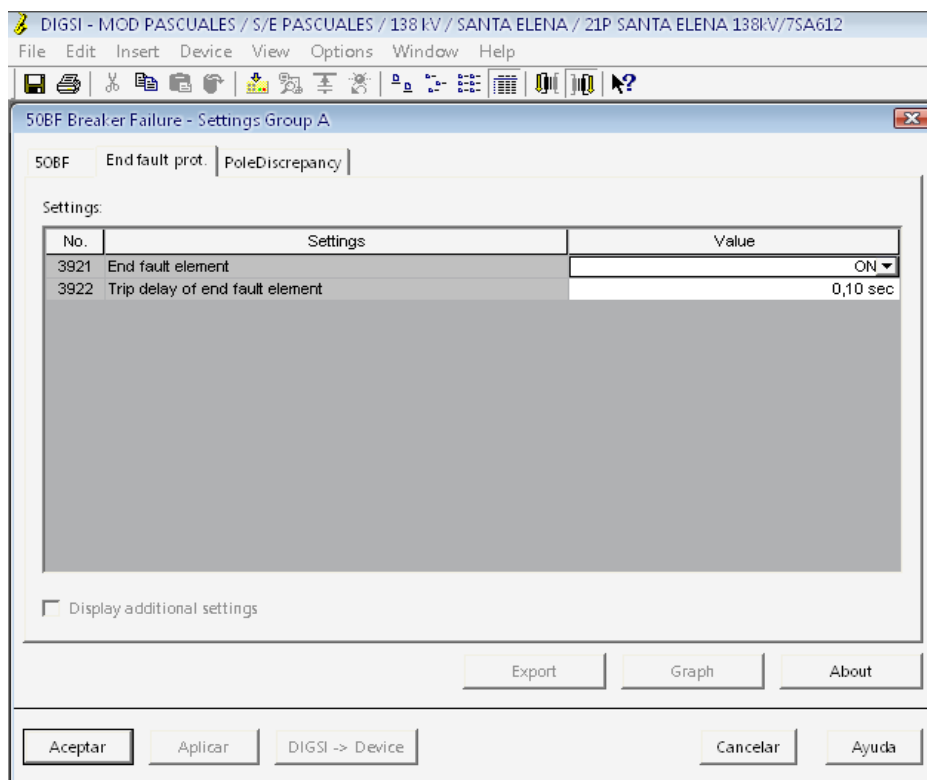 DIGSI - MOD PASCUALES / S/E PASCUALES / 138 kV / SANTA ELENA / 21P SANTA ELENA 138kV/7SA612
File Edit Insert Device View Options Window Help
50BF Breaker Failure - Settings Group A
50BF End fault prot. PoleDiscrepancy
Settings:
No. Settings Value
3921 End fault element ON
3922 Trip delay of end fault element 0,10 sec
Display additional settings
Export Graph About
Aceptar Aplicar DIGSI -> Device Cancelar Ayuda